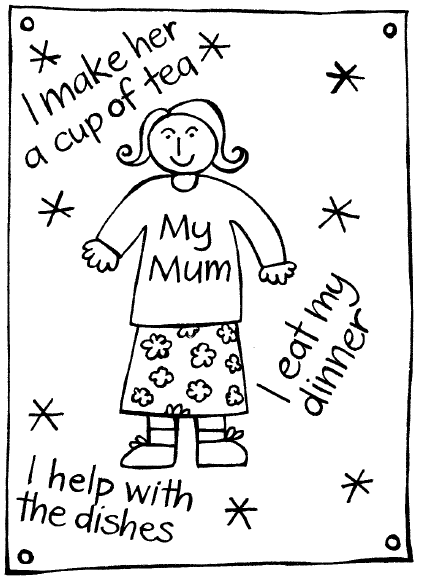 I make her
a cup of tea
My
Mum
I eat my
dinner
I help with
the dishes